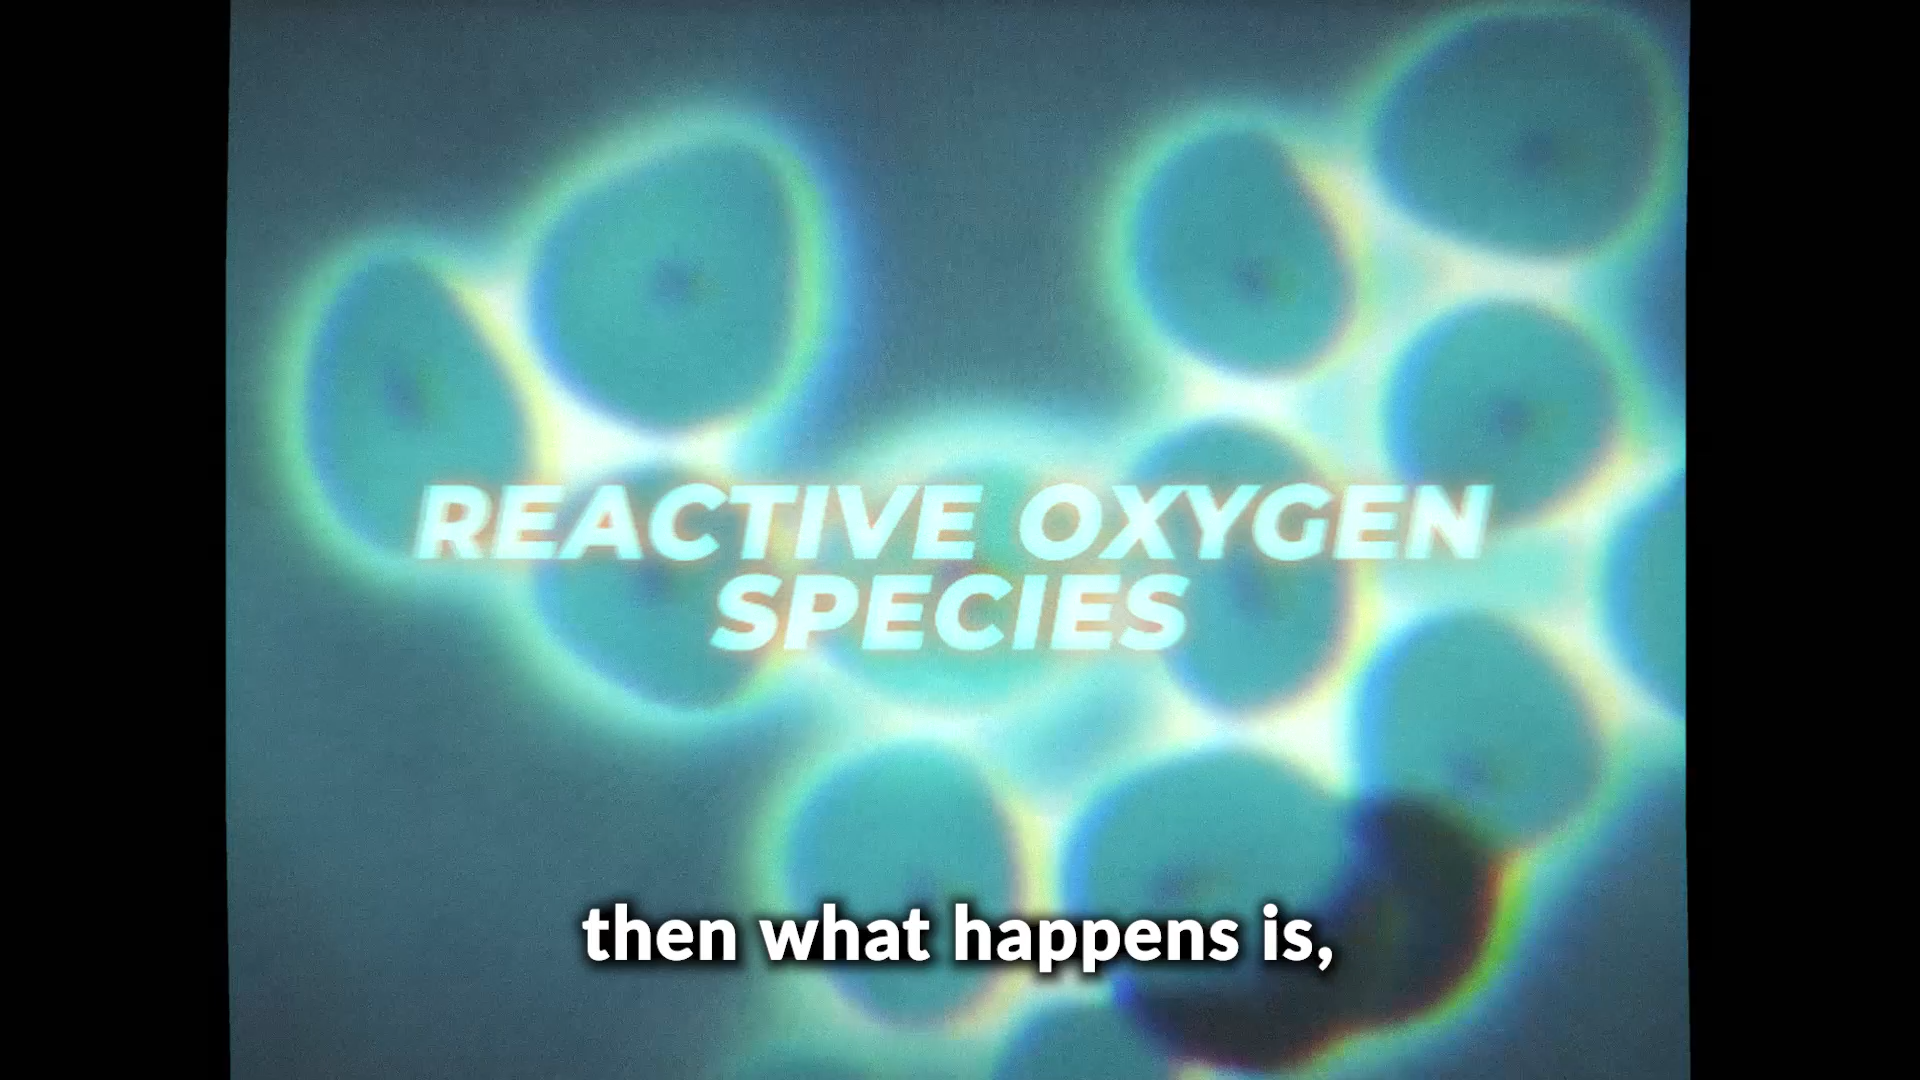 REACTIVE OXYGEN
SPECIES
then what happens is,